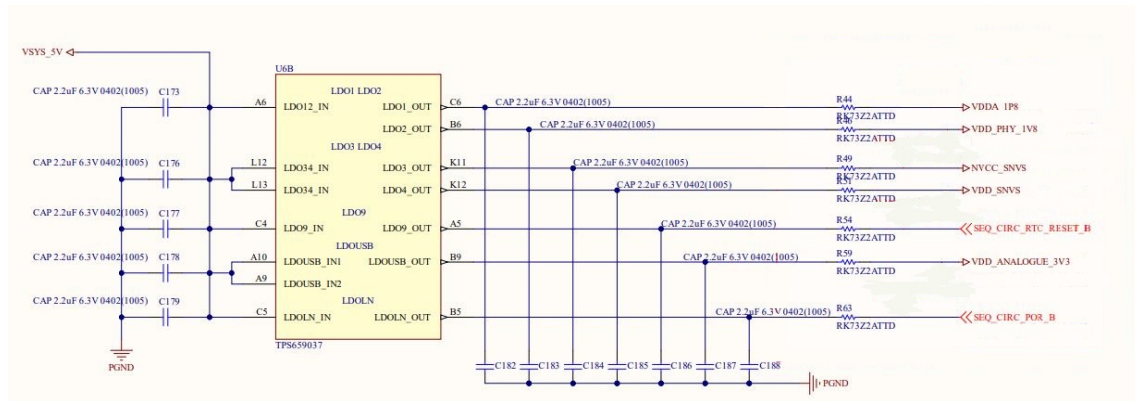 VSYS_5V
U6B
CAP 2.2uF 6.3V 0402(1005) C173
LDO1 LDO2
A6 LDO12_IN LDO1_OUT C6
CAP 2.2uF 6.3V 0402(1005)
R44
RK73Z2ATTD
VDDA_1P8
LDO2_OUT B6
CAP 2.2uF 6.3V 0402(1005)
R46
RK73Z2ATTD
VDD_PHY_1V8
CAP 2.2uF 6.3V 0402(1005) C176
LDO3 LDO4
L12 LDO34_IN LDO3_OUT K11
CAP 2.2uF 6.3V 0402(1005)
R49
RK73Z2ATTD
NVCC_SNVS
L13 LDO34_IN LDO4_OUT K12
CAP 2.2uF 6.3V 0402(1005)
R51
RK73Z2ATTD
VDD_SNVS
CAP 2.2uF 6.3V 0402(1005) C177
LDO9
C4 LDO9_IN LDO9_OUT A5
CAP 2.2uF 6.3V 0402(1005)
R54
RK73Z2ATTD
SEQ_CIRC_RTC_RESET_B
CAP 2.2uF 6.3V 0402(1005) C178
LDOUSB
A10 LDOUSB_IN1 LDOUSB_OUT B9
CAP 2.2uF 6.3V 0402(1005)
R59
RK73Z2ATTD
VDD_ANALOGUE_3V3
A9 LDOUSB_IN2
CAP 2.2uF 6.3V 0402(1005) C179
LDOLN
C5 LDOLN_IN LDOLN_OUT B5
CAP 2.2uF 6.3V 0402(1005)
R63
RK73Z2ATTD
SEQ_CIRC_POR_B
TPS659037
PGND
C182 C183 C184 C185 C186 C187 C188
PGND